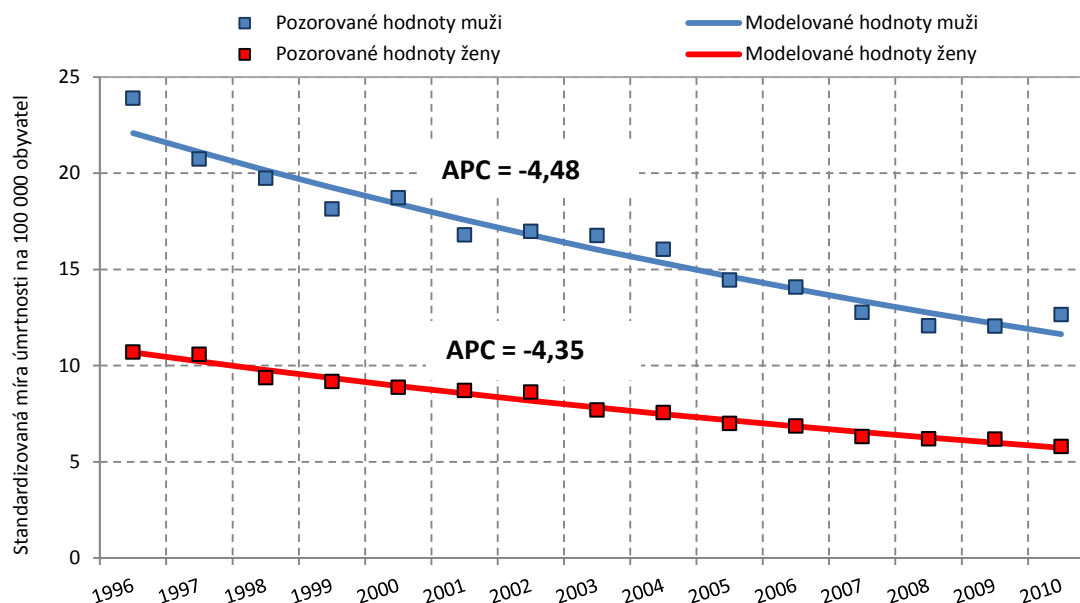 Pozorované hodnoty muži
Modelované hodnoty muži
Pozorované hodnoty ženy
Modelované hodnoty ženy
Standardizovaná míra úmrtnosti na 100 000 obyvatel
25
20
15
10
5
0
APC = -4,48
APC = -4,35
1996 1997 1998 1999 2000 2001 2002 2003 2004 2005 2006 2007 2008 2009 2010